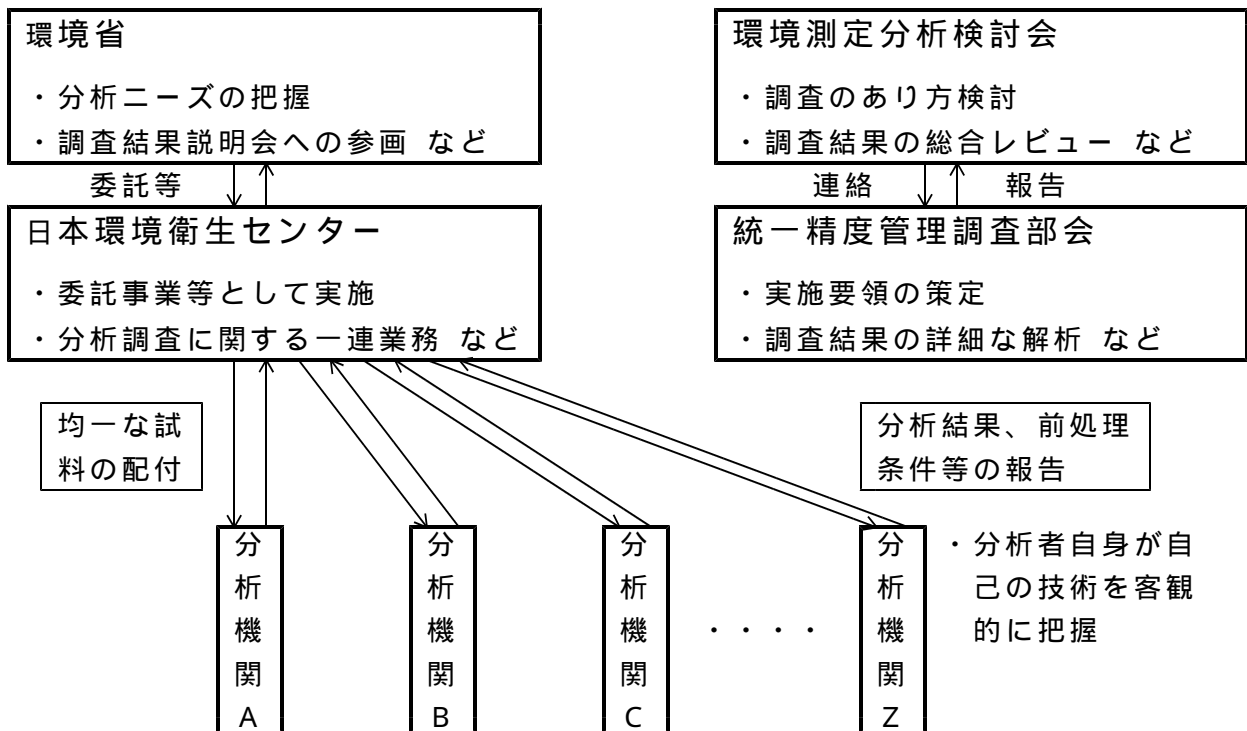 環境省
・分析ニーズの把握
・調査結果説明会への参画 など
委託等
日本環境衛生センター
・委託事業等として実施
・分析調査に関する一連業務 など
環境測定分析検討会
・調査のあり方検討
・調査結果の総合レビュー など
連絡
報告
統一精度管理調査部会
・実施要領の策定
・調査結果の詳細な解析 など
均一な試
料の配付
分析結果、前処理
条件等の報告
分析機関A
分析機関B
分析機関C
・・・・
分析機関Z
・分析者自身が自
己の技術を客観
的に把握